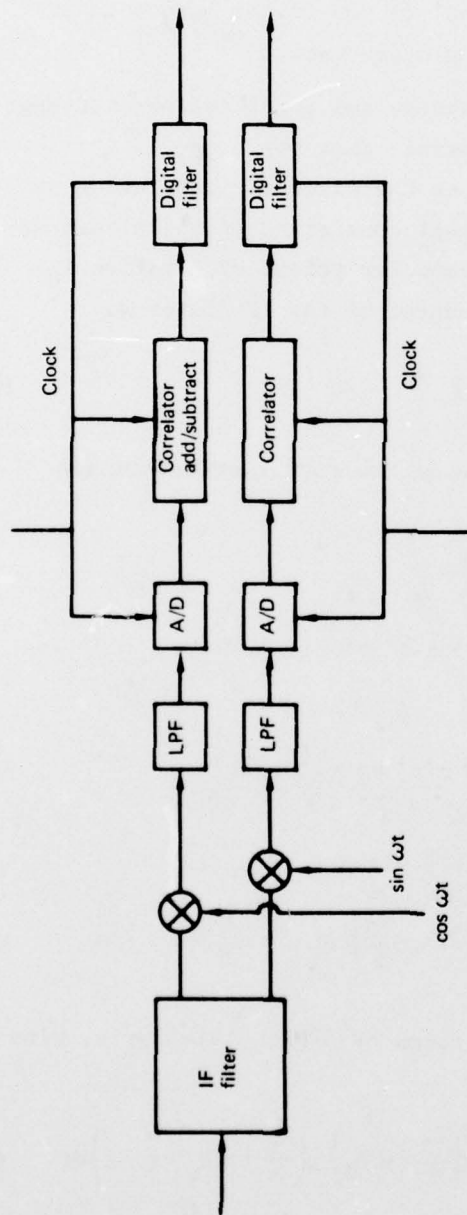 IF
filter
cos ωt
sin ωt
LPF
LPF
A/D
A/D
Clock
Correlator
add/subtract
Correlator
Clock
Digital
filter
Digital
filter